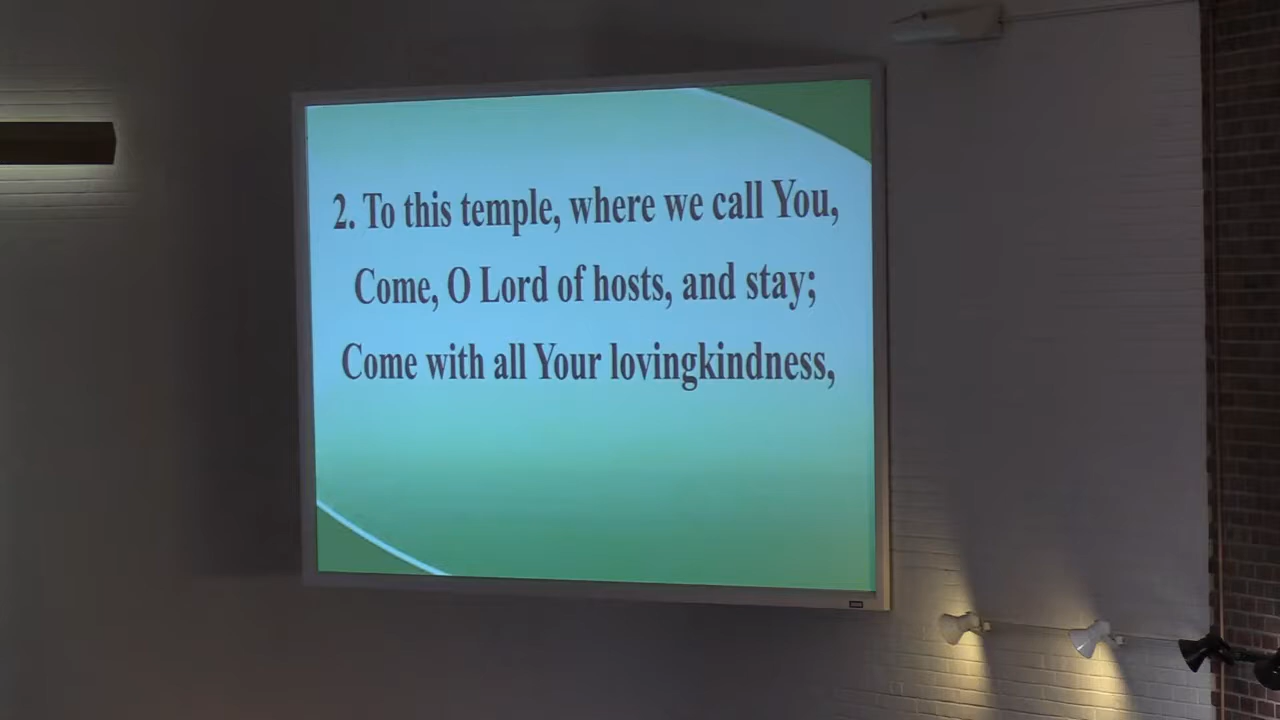 2. To this temple, where we call You,
Come, O Lord of hosts, and stay;
Come with all Your lovingkindness,